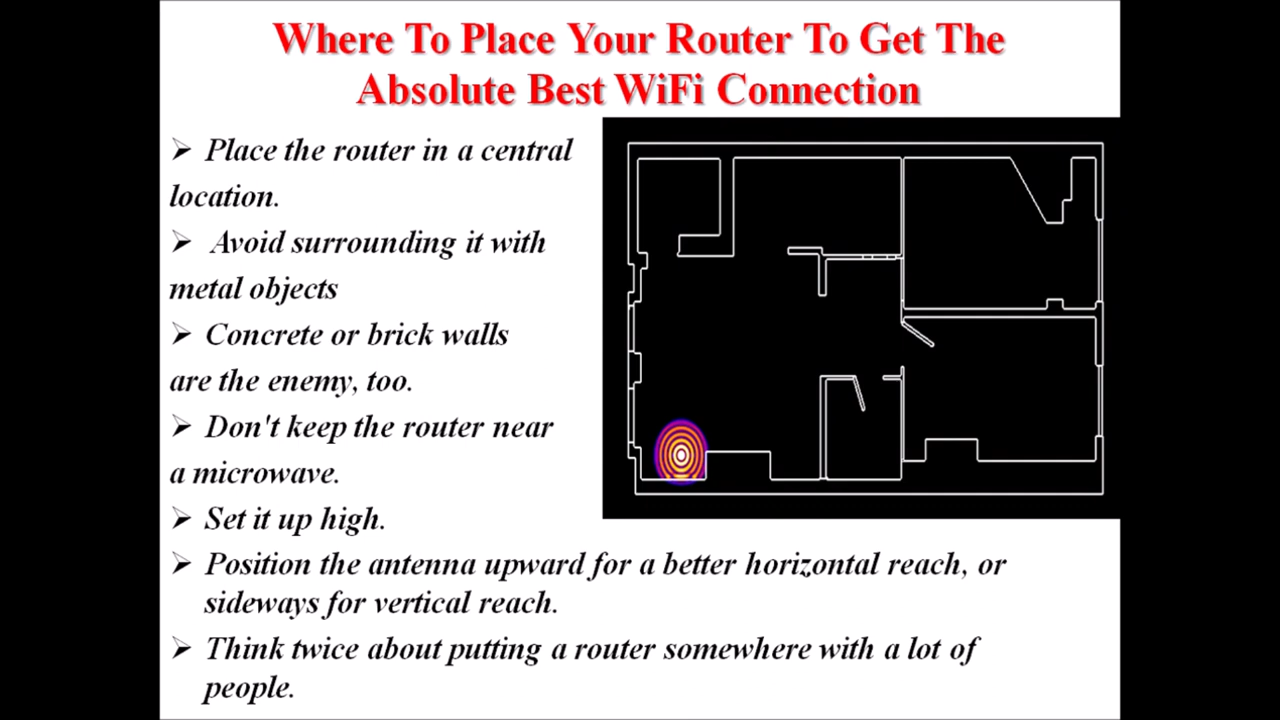 Where To Place Your Router To Get The
Absolute Best WiFi Connection
➢ Place the router in a central
location.
➢ Avoid surrounding it with
metal objects
➢ Concrete or brick walls
are the enemy, too.
➢ Don't keep the router near
a microwave.
➢ Set it up high.
➢ Position the antenna upward for a better horizontal reach, or
sideways for vertical reach.
➢ Think twice about putting a router somewhere with a lot of
people.